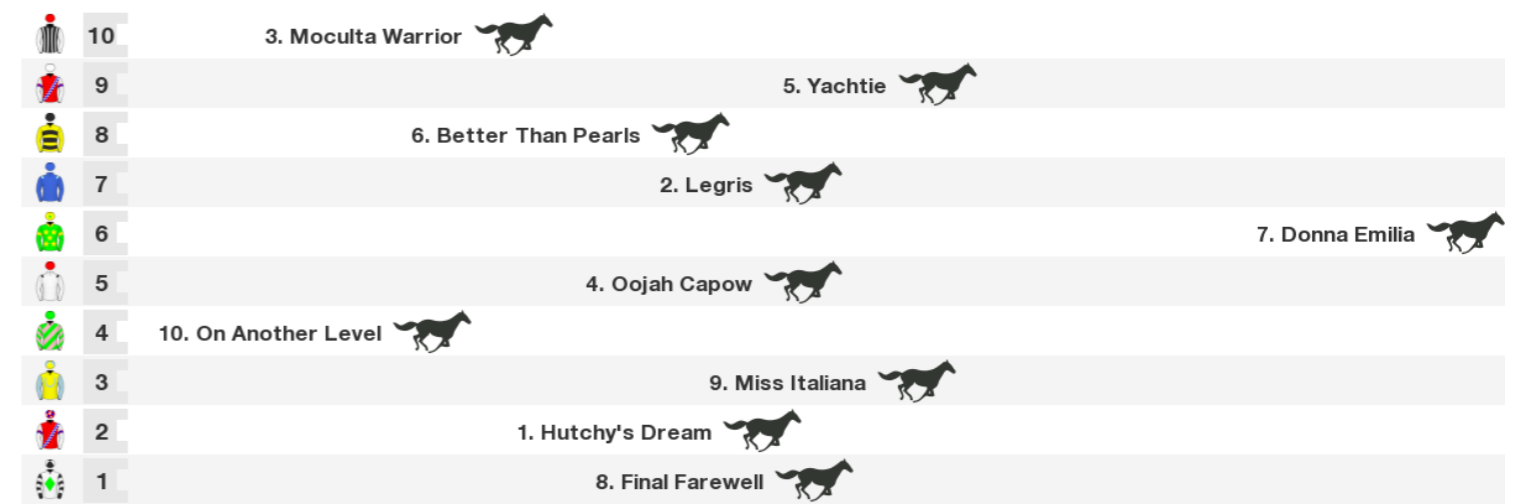 10 3. Moculta Warrior
9 5. Yachtie
8 6. Better Than Pearls
7 2. Legris
6 7. Donna Emilia
5 4. Oojah Capow
4 10. On Another Level
3 9. Miss Italiana
2 1. Hutchy's Dream
1 8. Final Farewell